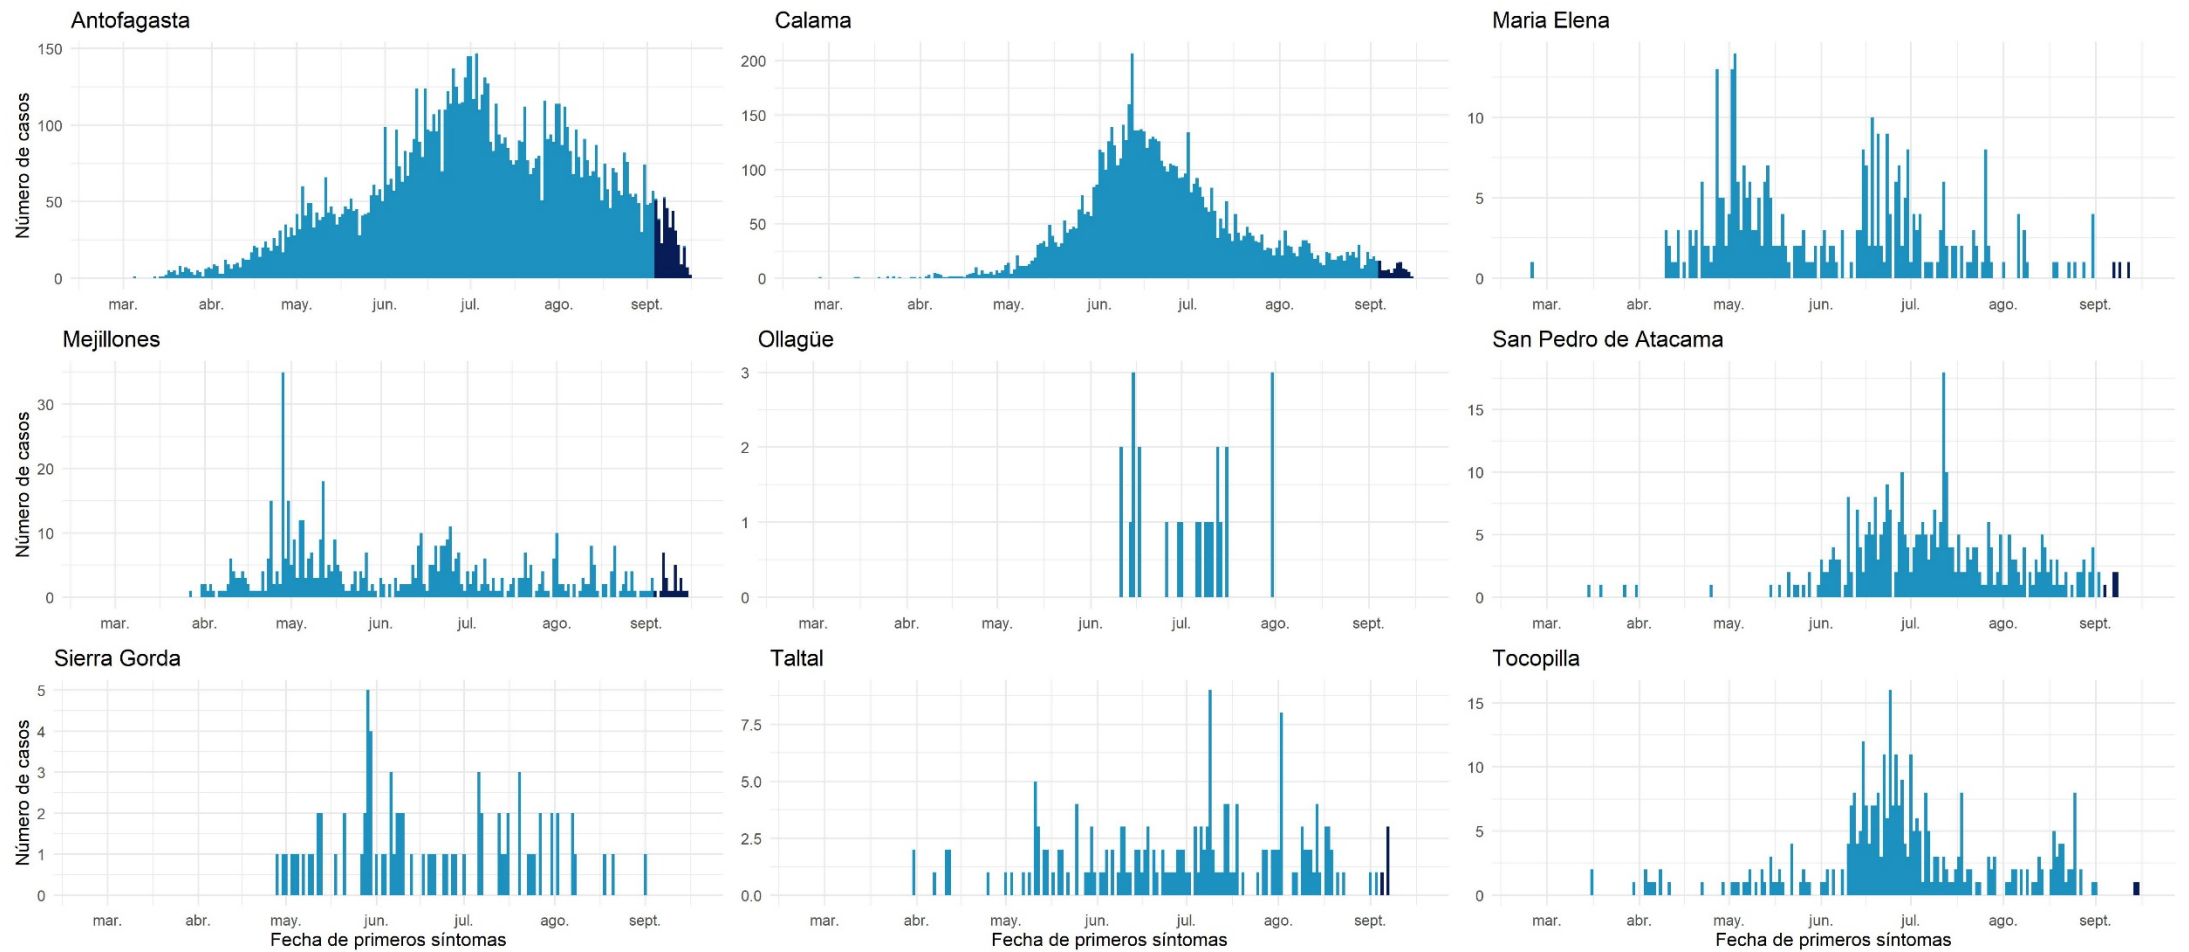 Antofagasta
Calama
Maria Elena
Número de casos
150
100
50
0
200
150
100
50
0
10
5
0
mar. abr. may. jun. jul. ago. sept.
mar. abr. may. jun. jul. ago. sept.
mar. abr. may. jun. jul. ago. sept.
Mejillones
Ollagüe
San Pedro de Atacama
Número de casos
30
20
10
0
3
2
1
0
15
10
5
0
mar. abr. may. jun. jul. ago. sept.
mar. abr. may. jun. jul. ago. sept.
mar. abr. may. jun. jul. ago. sept.
Sierra Gorda
Taltal
Tocopilla
Número de casos
5
4
3
2
1
0
7.5
5.0
2.5
0.0
15
10
5
0
mar. abr. may. jun. jul. ago. sept.
mar. abr. may. jun. jul. ago. sept.
mar. abr. may. jun. jul. ago. sept.
Fecha de primeros síntomas
Fecha de primeros síntomas
Fecha de primeros síntomas